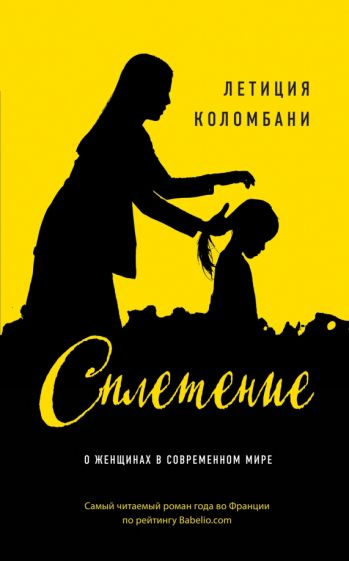 ЛЕТИЦИЯ
КОЛОМБАНИ
Сплетение
О ЖЕНЩИНАХ В СОВРЕМЕННОМ МИРЕ
Самый читаемый роман года во Франции
по рейтингу Babelio.com